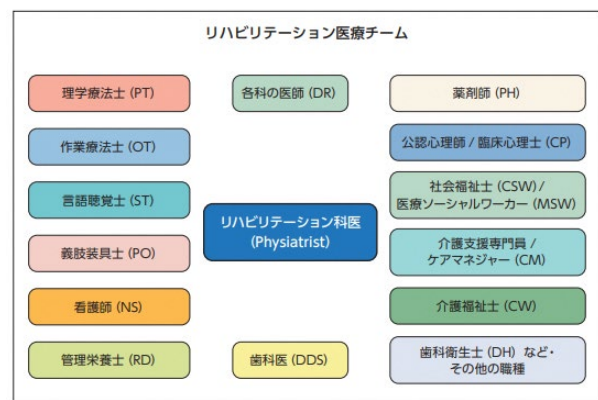 リハビリテーション医療チーム
理学療法士 (PT)
作業療法士 (OT)
言語聴覚士 (ST)
義肢装具士 (PO)
看護師 (NS)
管理栄養士 (RD)
各科の医師 (DR)
リハビリテーション科医
(Physiatrist)
歯科医 (DDS)
薬剤師 (PH)
公認心理師 / 臨床心理士 (CP)
社会福祉士 (CSW) /
医療ソーシャルワーカー (MSW)
介護支援専門員 /
ケアマネジャー (CM)
介護福祉士 (CW)
歯科衛生士 (DH) など・
その他の職種